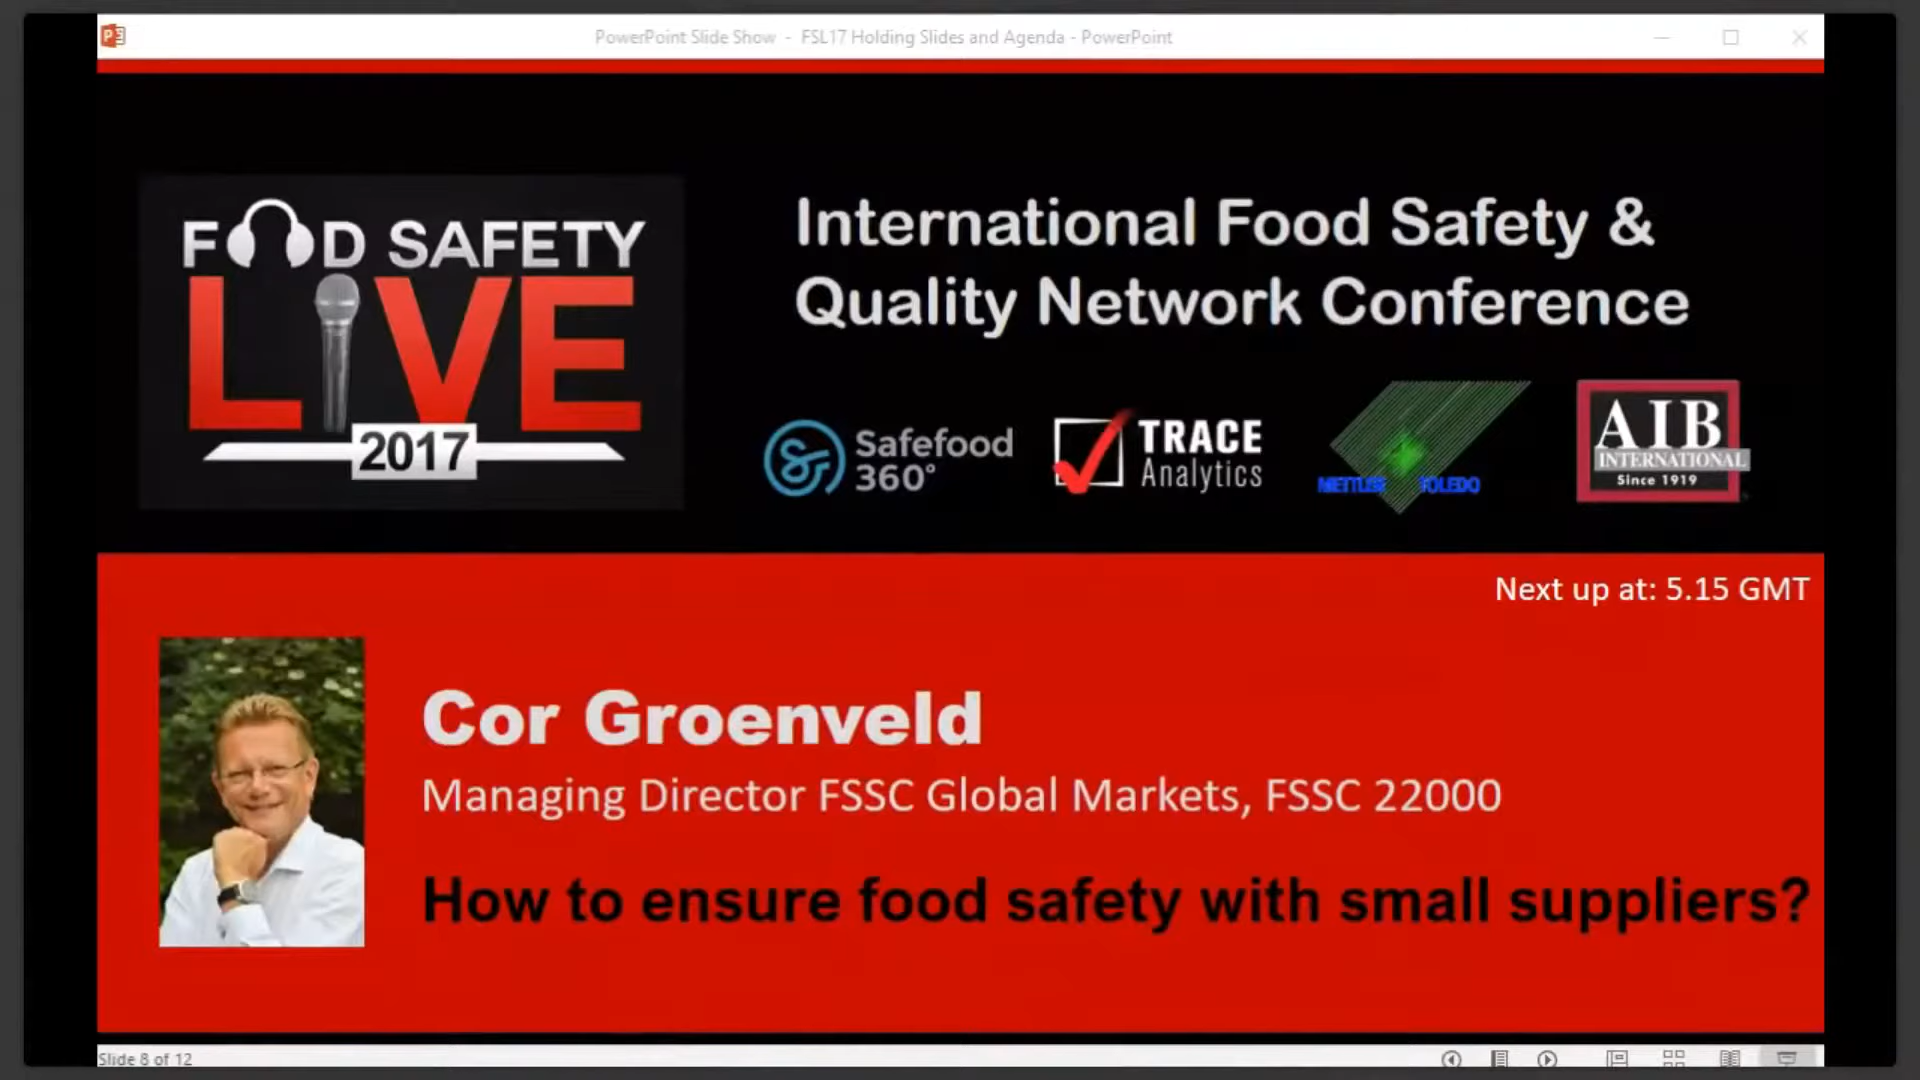 PowerPoint Slide Show - FSL17 Holding Slides and Agenda - PowerPoint
FOOD SAFETY
LIVE
2017
International Food Safety &
Quality Network Conference
Safefood
360°
TRACE
Analytics
METTLER TOLEDO
AIB
INTERNATIONAL
Since 1919
Next up at: 5.15 GMT
Cor Groenveld
Managing Director FSSC Global Markets, FSSC 22000
How to ensure food safety with small suppliers?
Slide 8 of 12